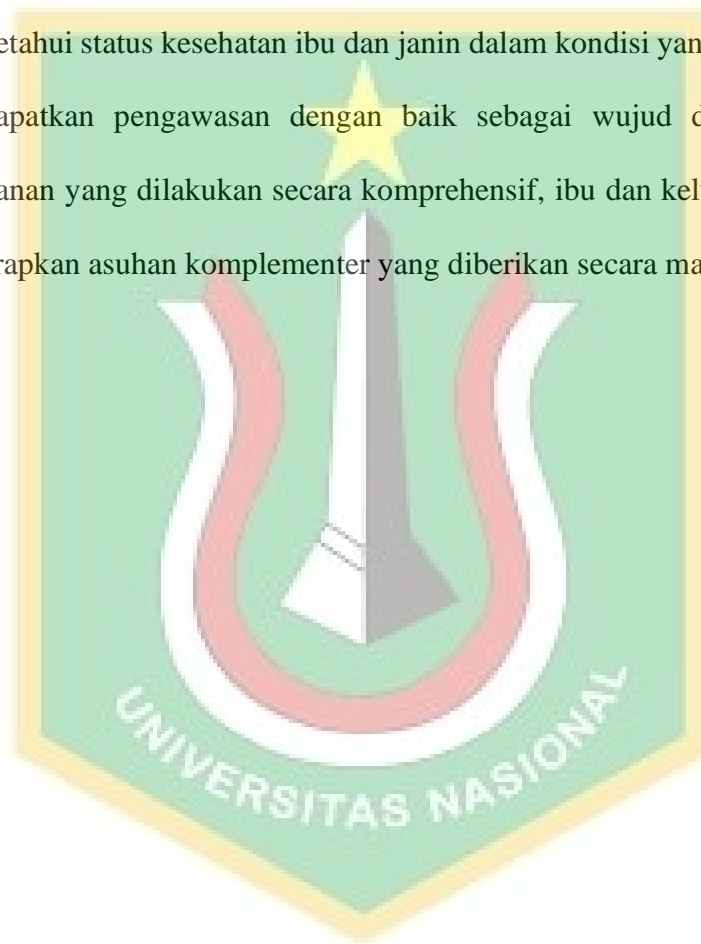 etahui status kesehatan ibu dan janin dalam kondisi yan
apatkan pengawasan dengan baik sebagai wujud d
anan yang dilakukan secara komprehensif, ibu dan kel
rapkan asuhan komplementer yang diberikan secara ma
UNIVERSITAS NASIONAL